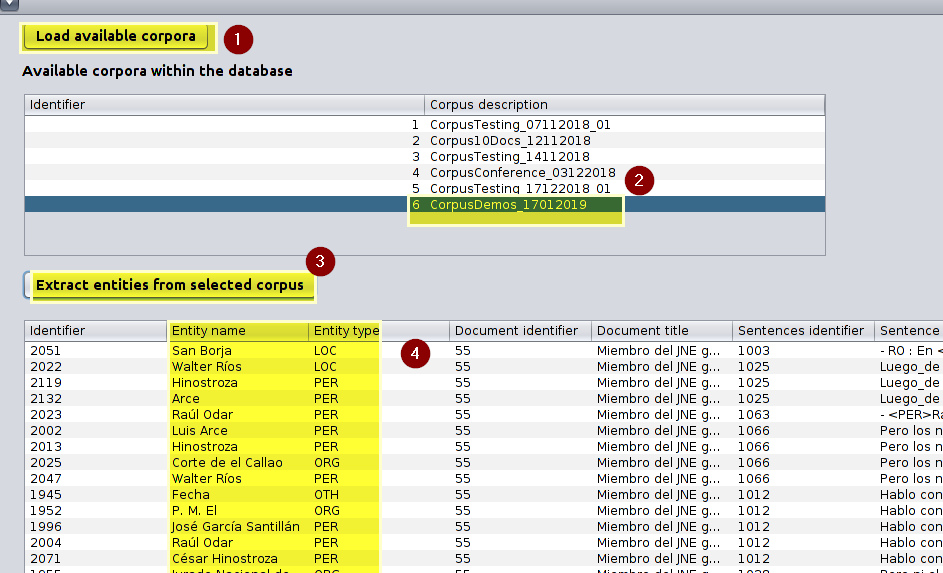 Load available corpora
1
Available corpora within the database
Identifier Corpus description
1 CorpusTesting_07112018_01
2 Corpus10Docs_12112018
3 CorpusTesting_14112018
4 CorpusConference_03122018
2
5 CorpusTesting_17122018_01
6 CorpusDemos_17012019
3
Extract entities from selected corpus
Identifier Entity name Entity type Document identifier Document title Sentences identifier Sentence
2051 San Borja LOC 55 Miembro del JNE g... 1003 - RO : En <
4
2022 Walter Ríos LOC 55 Miembro del JNE g... 1025 Luego_de
2119 Hinostroza PER 55 Miembro del JNE g... 1025 Luego_de
2132 Arce PER 55 Miembro del JNE g... 1025 Luego_de
2023 Raúl Odar PER 55 Miembro del JNE g... 1063 - <PER>Ra
2002 Luis Arce PER 55 Miembro del JNE g... 1066 Pero los n
2013 Hinostroza PER 55 Miembro del JNE g... 1066 Pero los n
2025 Corte de el Callao ORG 55 Miembro del JNE g... 1066 Pero los n
2047 Walter Ríos PER 55 Miembro del JNE g... 1066 Pero los n
1945 Fecha OTH 55 Miembro del JNE g... 1012 Hablo con
1952 P. M. El ORG 55 Miembro del JNE g... 1012 Hablo con
1996 José García Santillán PER 55 Miembro del JNE g... 1012 Hablo con
2004 Raúl Odar PER 55 Miembro del JNE g... 1012 Hablo con
2071 César Hinostroza PER 55 Miembro del JNE g... 1012 Hablo con